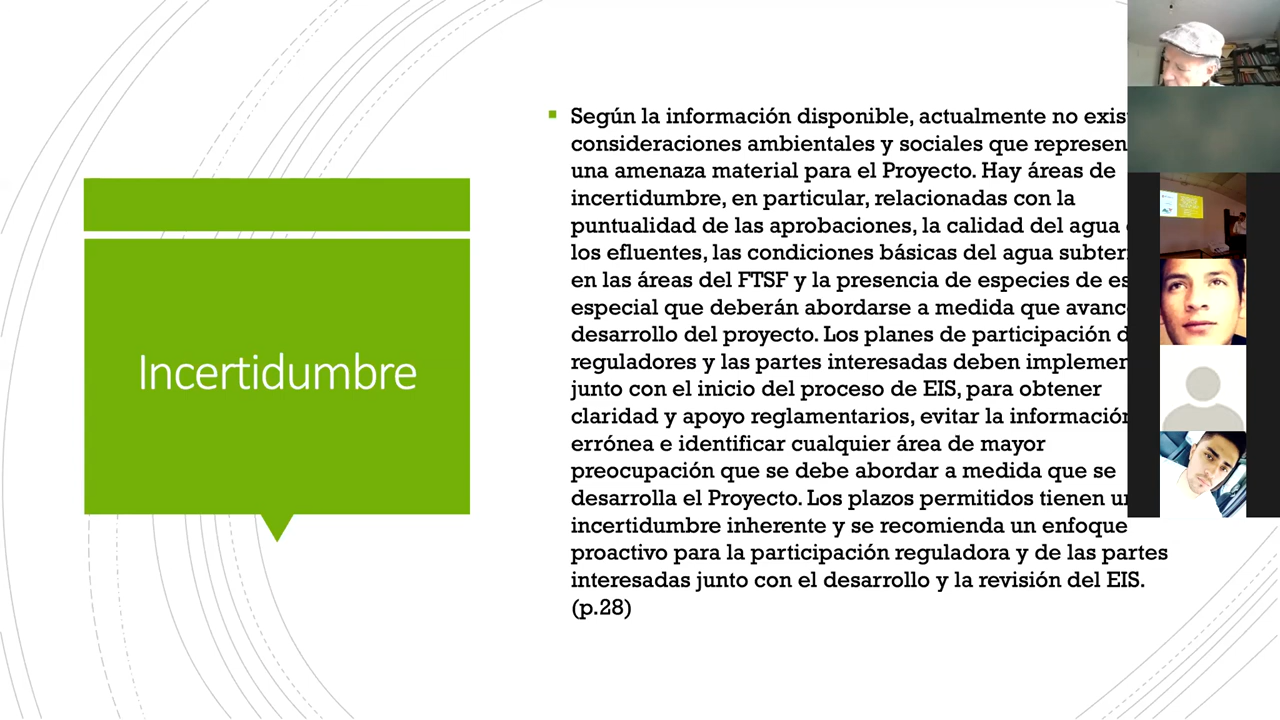 Incertidumbre
Según la información disponible, actualmente no
consideraciones ambientales y sociales que
una amenaza material para el Proyecto. Hay áreas de
incertidumbre, en particular, relacionadas con la
puntualidad de las aprobaciones, la calidad del agua
los efluentes, las condiciones básicas del agua
en las áreas del FTSF y la presencia de especies de
especial que deberán abordarse a medida que
desarrollo del proyecto. Los planes de participación
reguladores y las partes interesadas deben
junto con el inicio del proceso de EIS, para obtener
claridad y apoyo reglamentarios, evitar la información
errónea e identificar cualquier área de mayor
preocupación que se debe abordar a medida que se
desarrolla el Proyecto. Los plazos permitidos tienen
incertidumbre inherente y se recomienda un enfoque
proactivo para la participación reguladora y de las partes
interesadas junto con el desarrollo y la revisión del EIS.
(p.28)